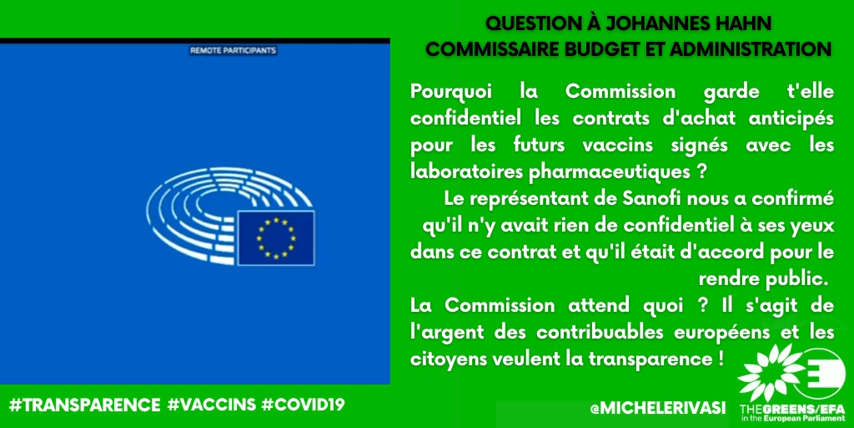 REMOTE PARTICIPANTS
QUESTION À JOHANNES HAHN
COMMISSAIRE BUDGET ET ADMINISTRATION
Pourquoi la Commission garde t'elle
confidentiel les contrats d'achat anticipés
pour les futurs vaccins signés avec les
laboratoires pharmaceutiques ?
Le représentant de Sanofi nous a confirmé
qu'il n'y avait rien de confidentiel à ses yeux
dans ce contrat et qu'il était d'accord pour le
rendre public.
La Commission attend quoi ? Il s'agit de
l'argent des contribuables européens et les
citoyens veulent la transparence !
#TRANSPARENCE #VACCINS #COVID19
@MICHELERIVASI
THE GREENS/EFA
in the European Parliament